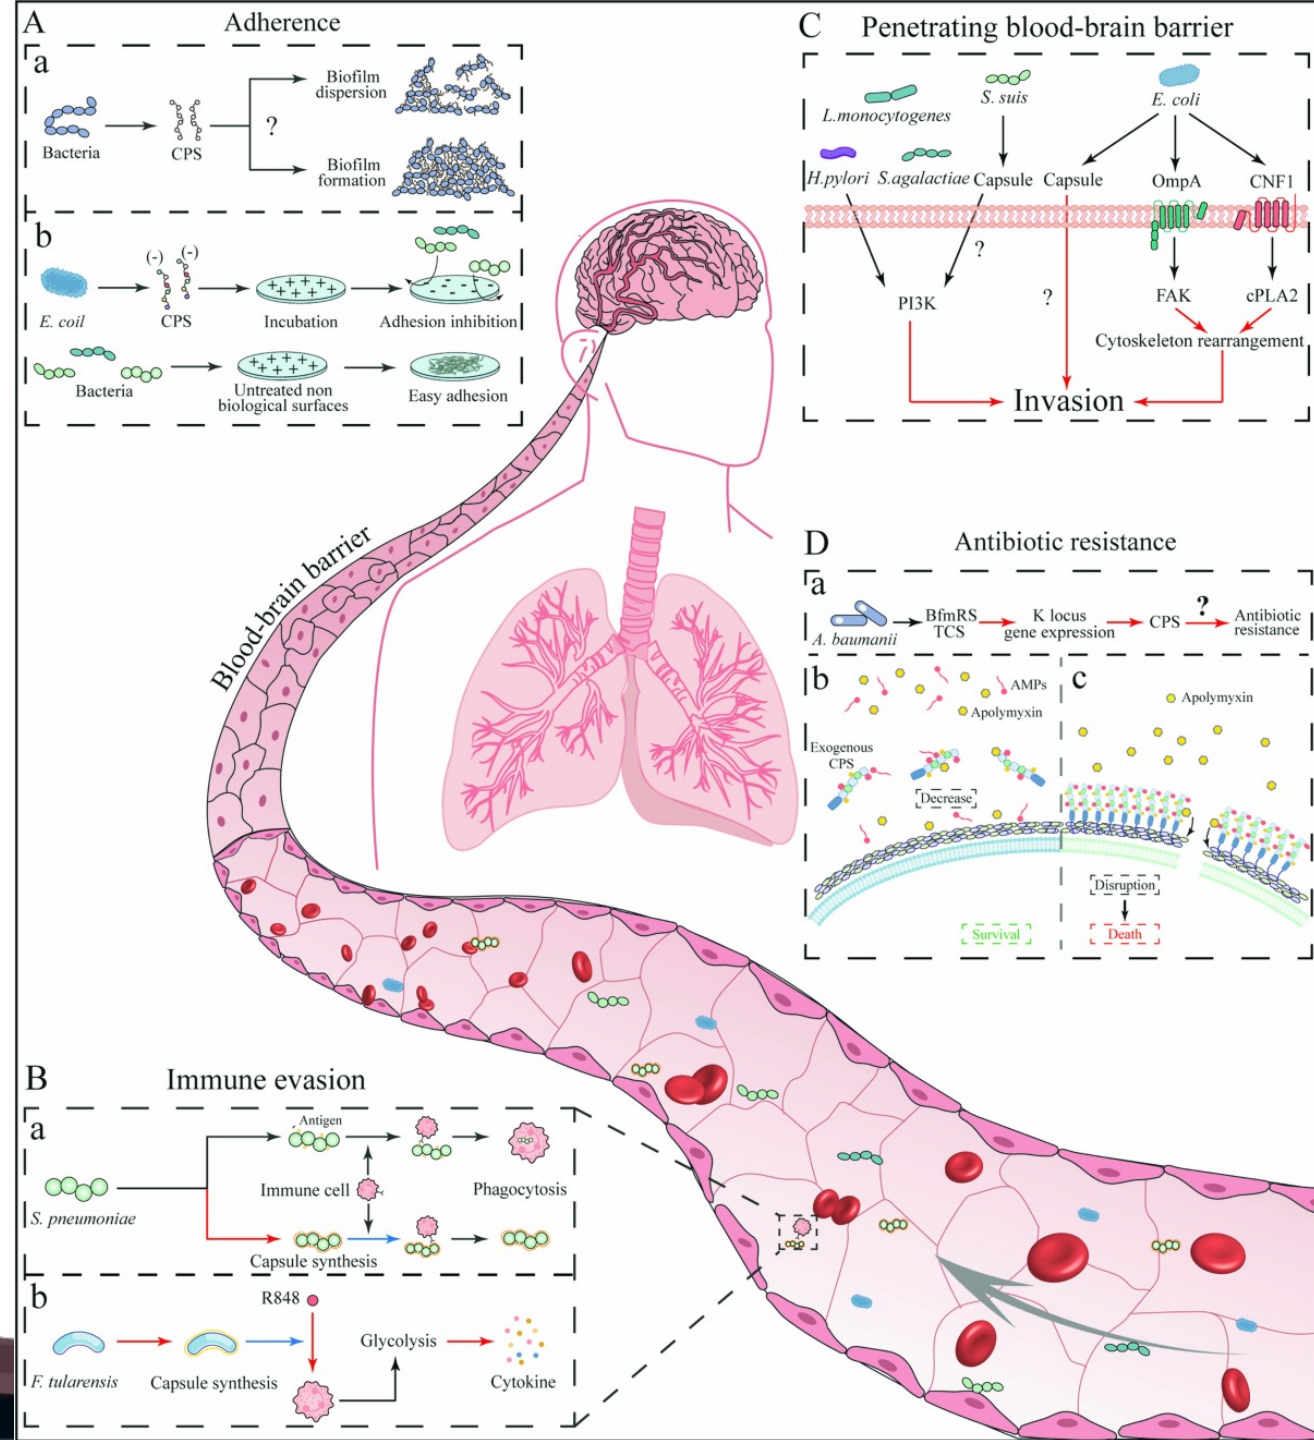 A Adherence
a
Biofilm
dispersion
?
Bacteria
CPS
Biofilm
formation
b
(-) (-)
E. coil
CPS
Incubation
Adhesion inhibition
Bacteria
Untreated non
biological surfaces
Easy adhesion
C Penetrating blood-brain barrier
S. suis
E. coli
L.monocytogenes
H.pylori
S.agalactiae
Capsule
Capsule
OmpA
CNF1
?
PI3K
?
FAK
cPLA2
Cytoskeleton rearrangement
Invasion
Blood-brain barrier
D Antibiotic resistance
a
A. baumanii
BfmRS
TCS
K locus
gene expression
CPS
?
Antibiotic
resistance
b
AMPs
Apolymyxin
Exogenous
CPS
Decrease
Survival
c
Apolymyxin
Disruption
Death
B Immune evasion
a
Antigen
Immune cell
Phagocytosis
S. pneumoniae
Capsule synthesis
b
R848
Glycolysis
F. tularensis
Capsule synthesis
Cytokine